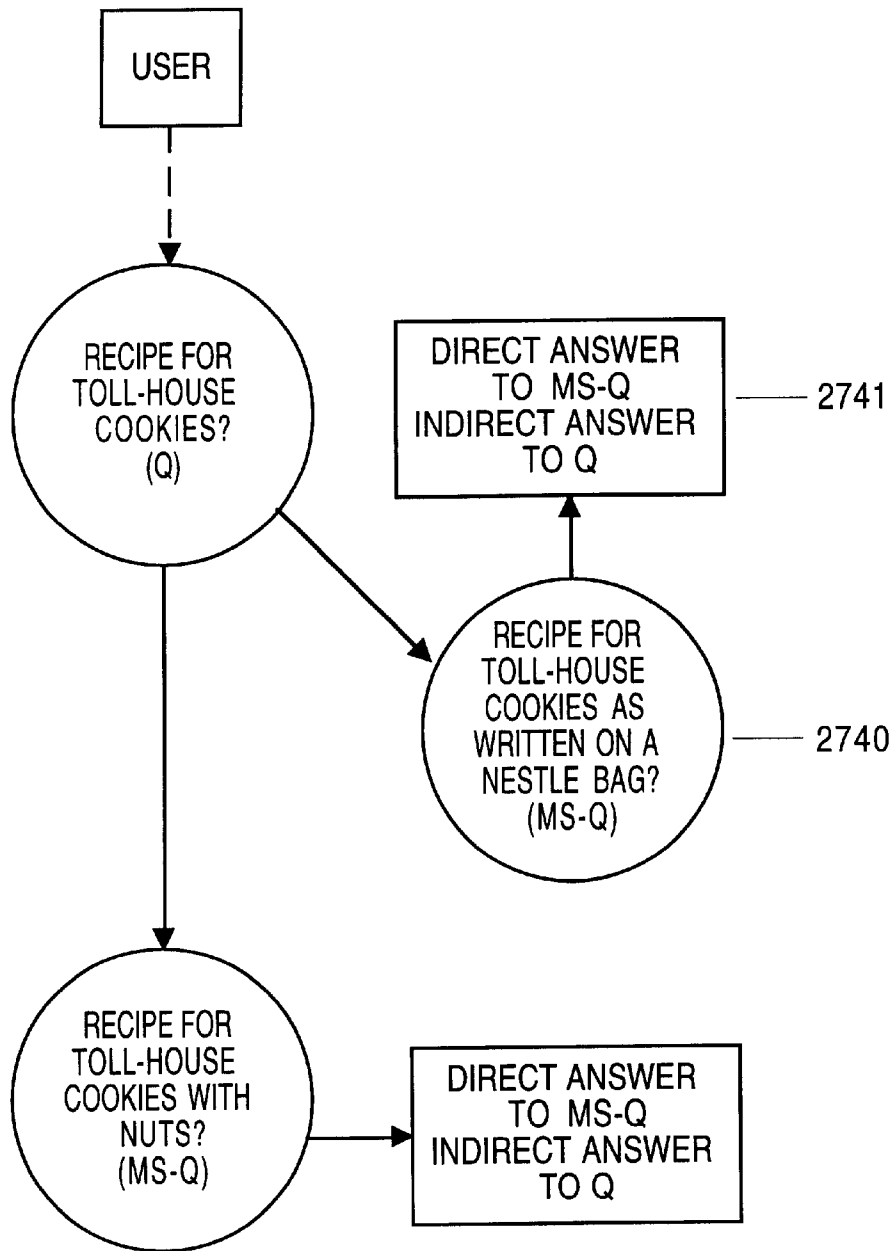 USER
RECIPE FOR
TOLL-HOUSE
COOKIES?
(Q)
DIRECT ANSWER
TO MS-Q
INDIRECT ANSWER
TO Q
2741
RECIPE FOR
TOLL-HOUSE
COOKIES AS
WRITTEN ON A
NESTLE BAG?
(MS-Q)
2740
RECIPE FOR
TOLL-HOUSE
COOKIES WITH
NUTS?
(MS-Q)
DIRECT ANSWER
TO MS-Q
INDIRECT ANSWER
TO Q